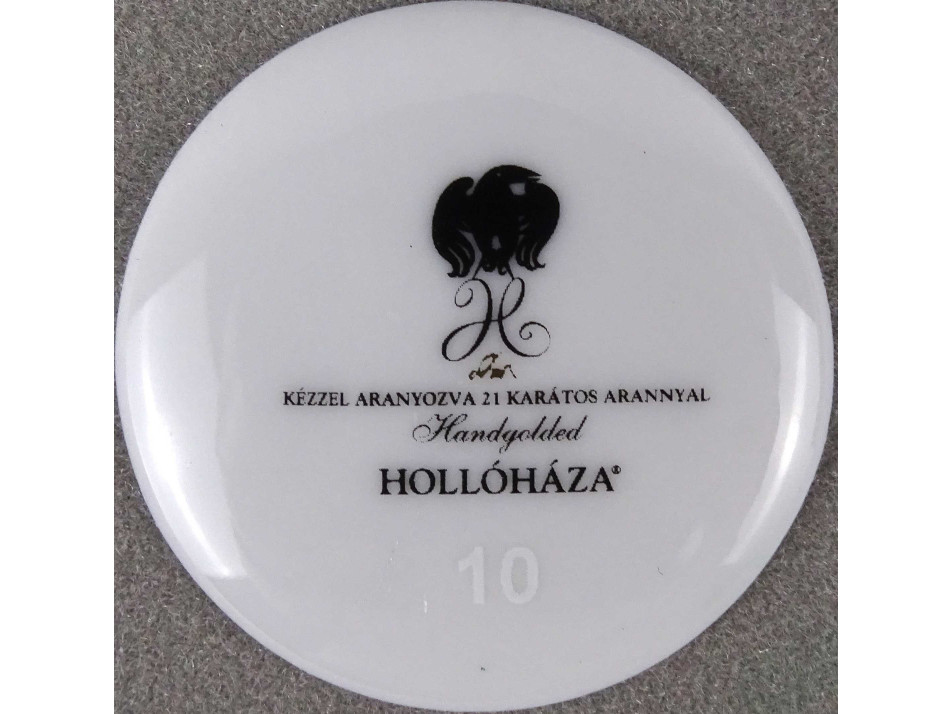 H
KÉZZEL ARANYOZVA 21 KARÁTOS ARANNYAL
Handgolded
HOLLÓHÁZA®
10